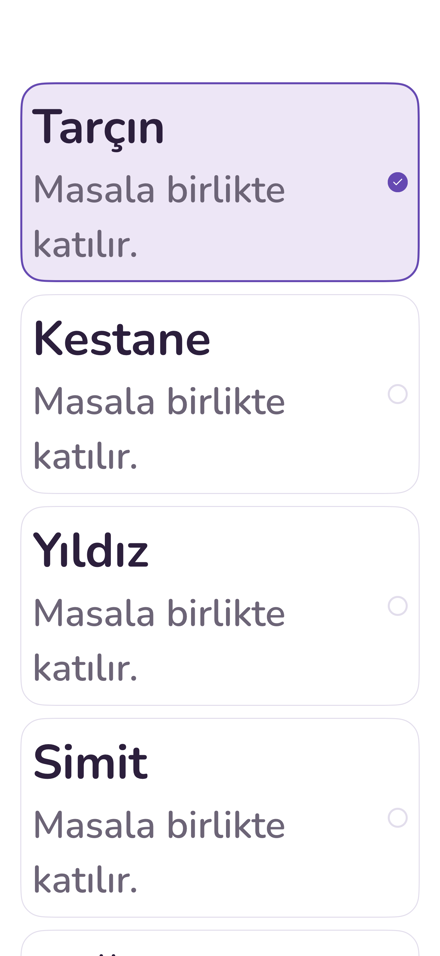 Tarçın
Masala birlikte
katılır.
Kestane
Masala birlikte
katılır.
Yıldız
Masala birlikte
katılır.
Simit
Masala birlikte
katılır.